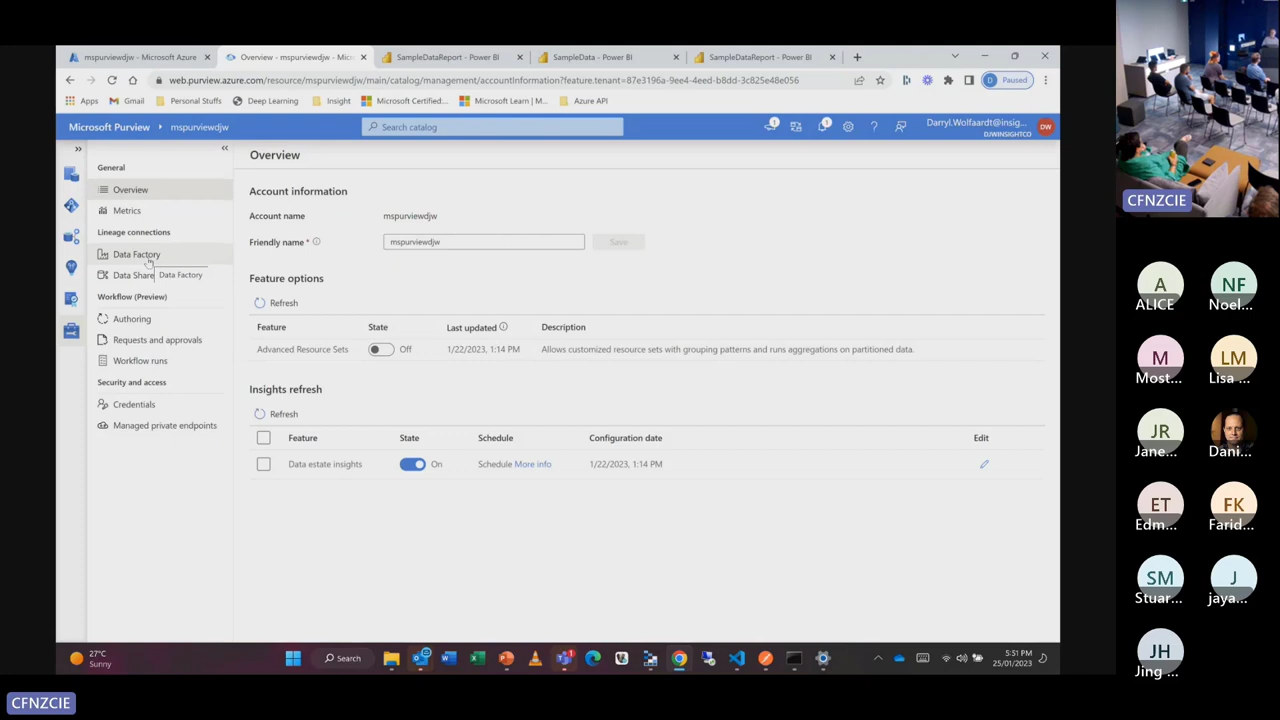 mspurviewdjw - Microsoft Azure
Overview - mspurviewdjw - Mic
SampleDataReport - Power BI
SampleData - Power BI
SampleDataReport - Power BI
web.purview.azure.com/resource/mspurviewdjw/main/catalog/management/accountInformation?feature.tenant=87e3196a-9ee4-4eed-b8dd-3c825e48e056
D Paused
Apps Gmail Personal Stuffs Deep Learning Insight Microsoft Certified... Microsoft Learn | M... Azure API
Microsoft Purview mspurviewdjw
Search catalog
1
1
Darryl.Wolfaardt@insig...
DJWINSIGHTCO
DW
General
Overview
Metrics
Lineage connections
Data Factory
Data Share
Data Factory
Workflow (Preview)
Authoring
Requests and approvals
Workflow runs
Security and access
Credentials
Managed private endpoints
Overview
Account information
Account name mspurviewdjw
Friendly name * mspurviewdjw Save
Feature options
Refresh
Feature State Last updated Description
Advanced Resource Sets Off 1/22/2023, 1:14 PM Allows customized resource sets with grouping patterns and runs aggregations on partitioned data.
Insights refresh
Refresh
Feature State Schedule Configuration date Edit
Data estate insights On Schedule More info 1/22/2023, 1:14 PM
27°C
Sunny
Search
5:51 PM
25/01/2023
CFNZCIE
CFNZCIE
A
ALICE
NF
Noel...
M
Most...
LM
Lisa ...
JR
Jane...
Dani...
ET
Edm...
FK
Farid...
SM
Stuar...
J
jaya...
JH
Jing ...